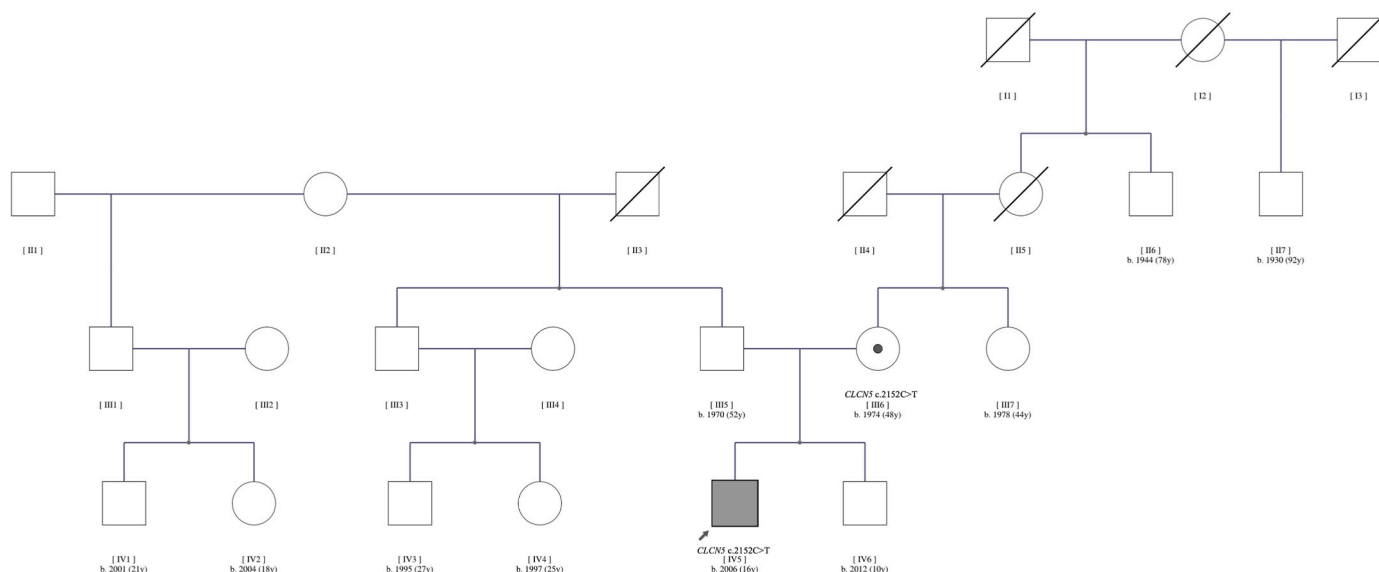 [ I1 ]
[ I2 ]
[ I3 ]
[ II1 ]
[ II2 ]
[ II3 ]
[ II4 ]
[ II5 ]
[ II6 ]
b. 1944 (78y)
[ II7 ]
b. 1930 (92y)
[ III1 ]
[ III2 ]
[ III3 ]
[ III4 ]
[ III5 ]
b. 1970 (52y)
CLCN5 c.2152C>T
[ III6 ]
b. 1974 (48y)
[ III7 ]
b. 1978 (44y)
[ IV1 ]
b. 2001 (21y)
[ IV2 ]
b. 2004 (18y)
[ IV3 ]
b. 1995 (27y)
[ IV4 ]
b. 1997 (25y)
CLCN5 c.2152C>T
[ IV5 ]
b. 2006 (16y)
[ IV6 ]
b. 2012 (10y)